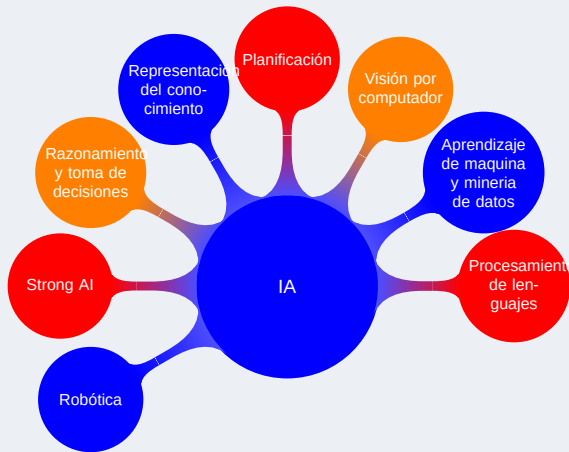 Planificación
Representación
del cono-
cimiento
Visión por
computador
Razonamiento
y toma de
decisiones
Aprendizaje
de maquina
y mineria
de datos
Strong AI
IA
Procesamiento
de len-
guajes
Robótica